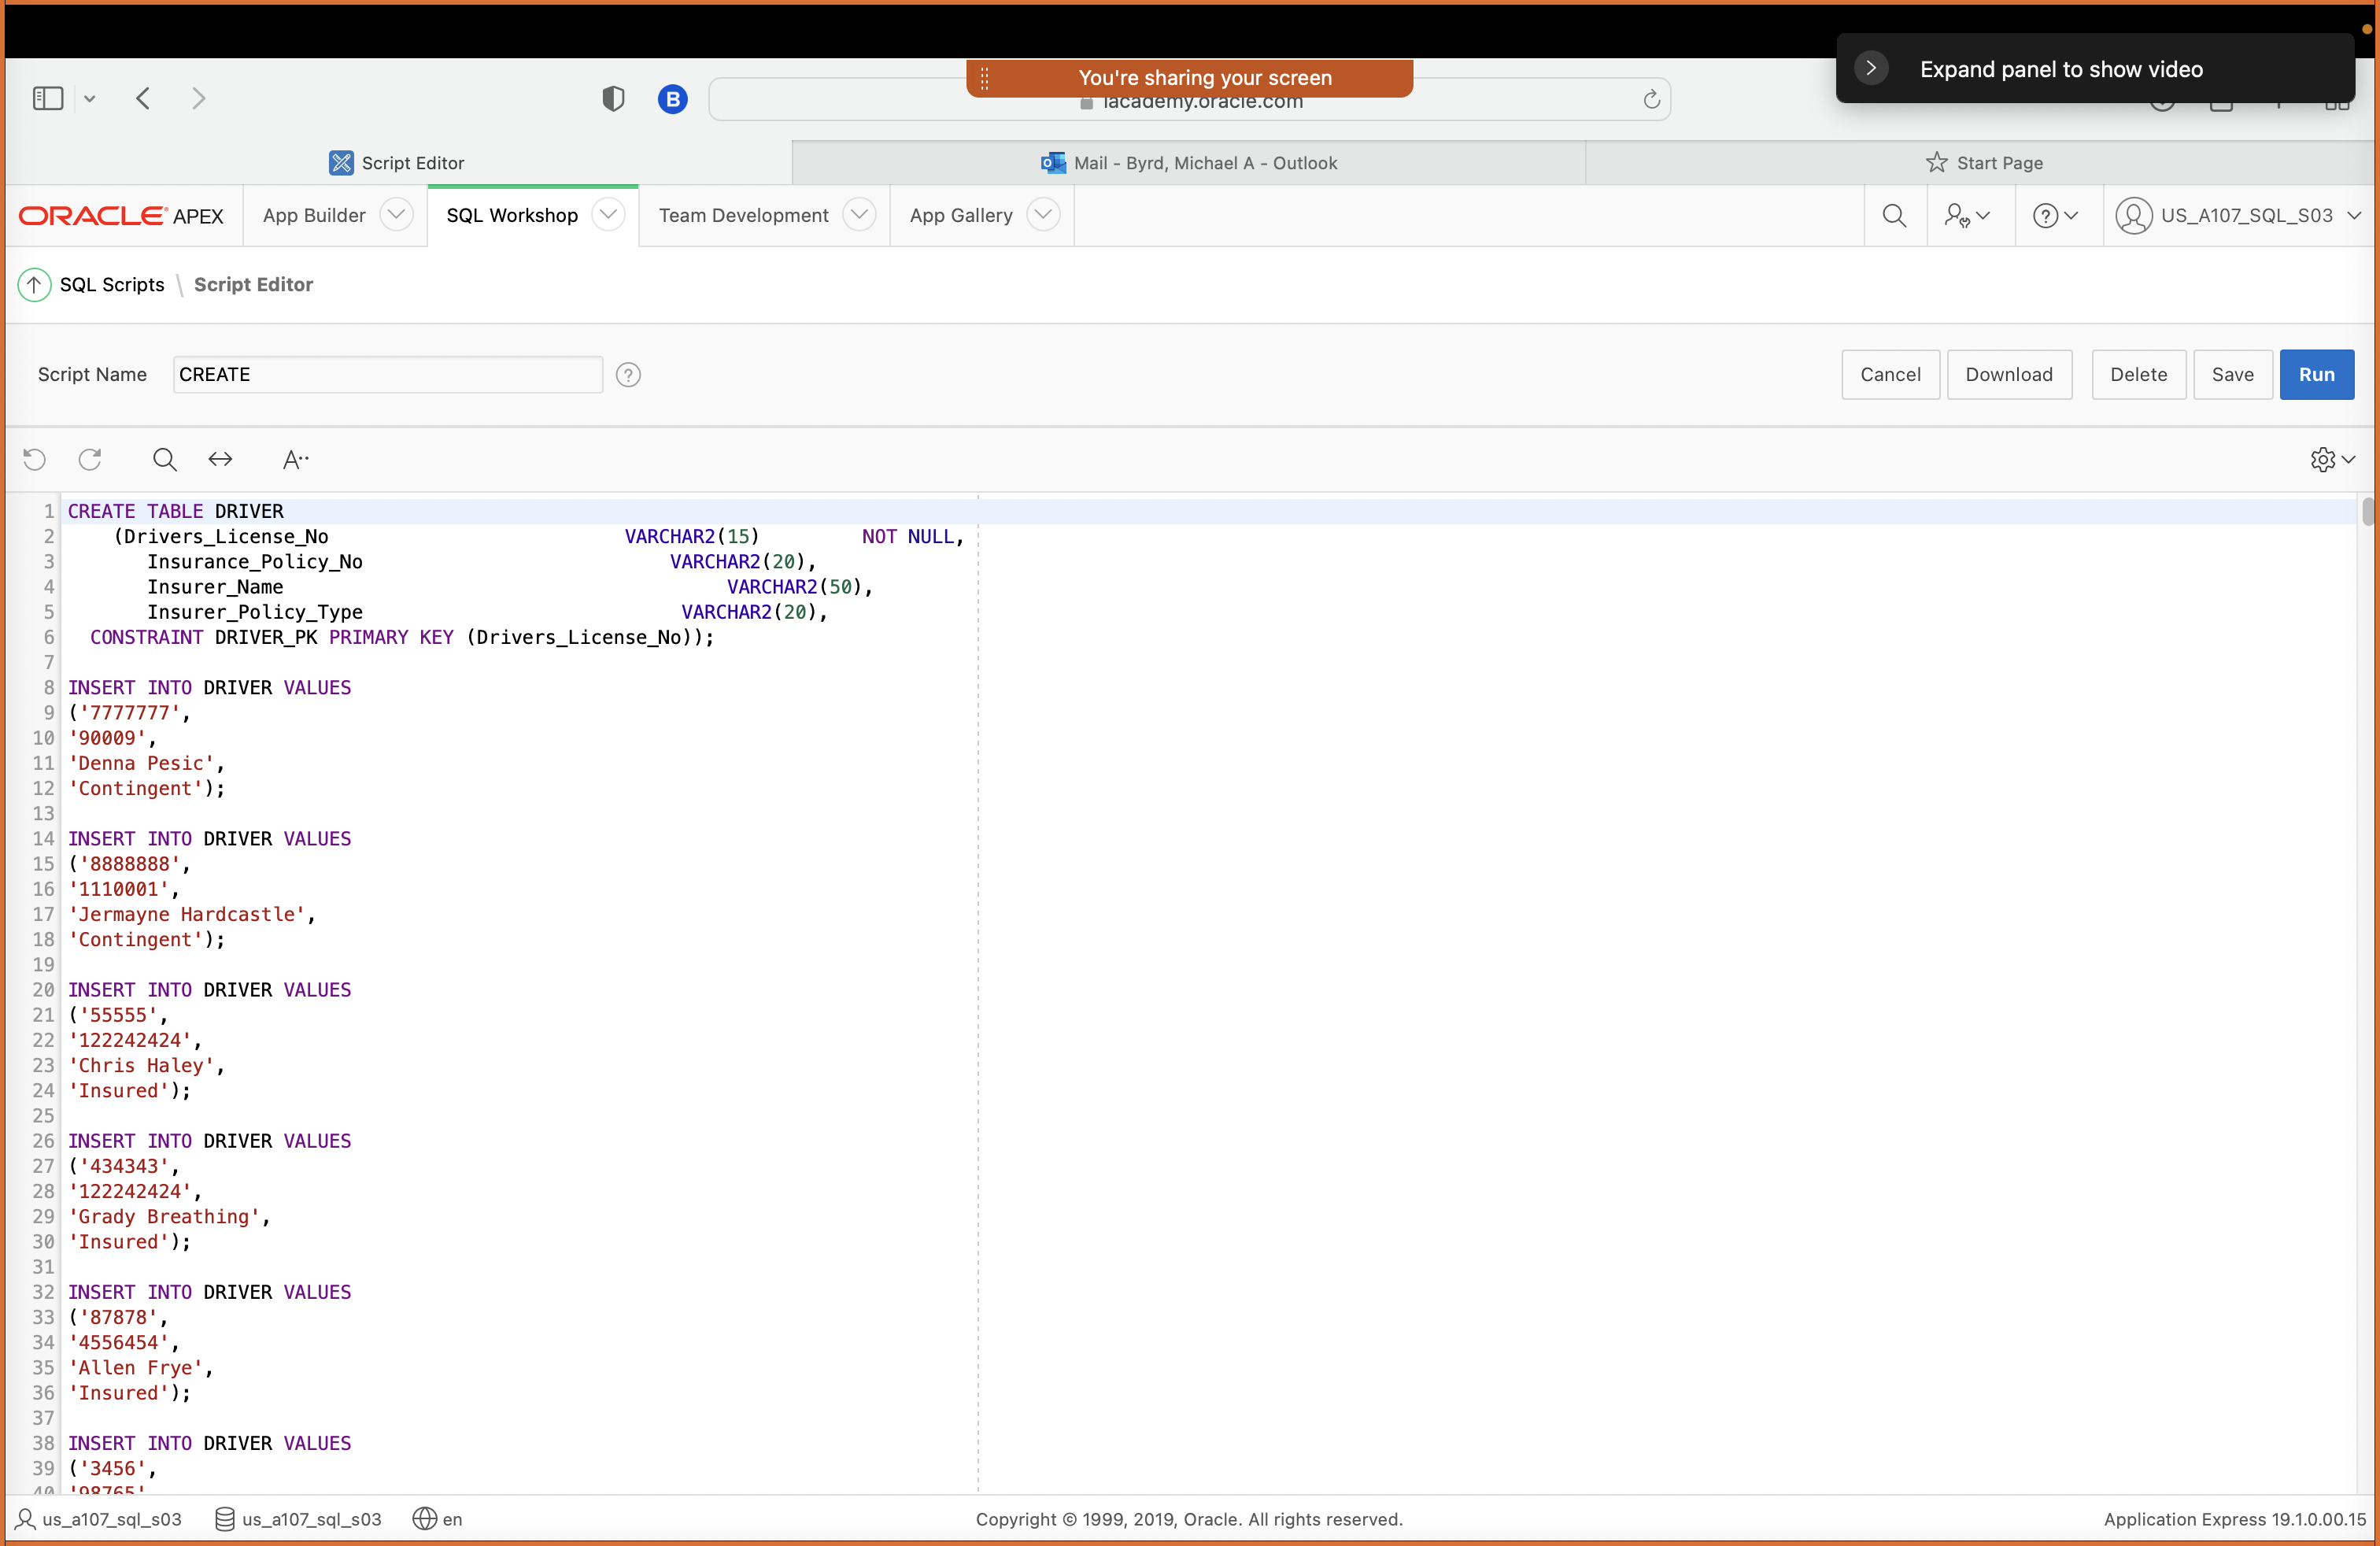 Expand panel to show video
You're sharing your screen
B
iacademy.oracle.com
Script Editor
Mail - Byrd, Michael A - Outlook
Start Page
ORACLE APEX
App Builder
SQL Workshop
Team Development
App Gallery
US_A107_SQL_S03
SQL Scripts \ Script Editor
Script Name
CREATE
Cancel
Download
Delete
Save
Run
1 CREATE TABLE DRIVER
2 (Drivers_License_No VARCHAR2(15) NOT NULL,
3 Insurance_Policy_No VARCHAR2(20),
4 Insurer_Name VARCHAR2(50),
5 Insurer_Policy_Type VARCHAR2(20),
6 CONSTRAINT DRIVER_PK PRIMARY KEY (Drivers_License_No));
7
8 INSERT INTO DRIVER VALUES
9 ('7777777',
10 '90009',
11 'Denna Pesic',
12 'Contingent');
13
14 INSERT INTO DRIVER VALUES
15 ('8888888',
16 '1110001',
17 'Jermayne Hardcastle',
18 'Contingent');
19
20 INSERT INTO DRIVER VALUES
21 ('55555',
22 '122242424',
23 'Chris Haley',
24 'Insured');
25
26 INSERT INTO DRIVER VALUES
27 ('434343',
28 '122242424',
29 'Grady Breathing',
30 'Insured');
31
32 INSERT INTO DRIVER VALUES
33 ('87878',
34 '4556454',
35 'Allen Frye',
36 'Insured');
37
38 INSERT INTO DRIVER VALUES
39 ('3456',
40 '98765'
us_a107_sql_s03
us_a107_sql_s03
en
Copyright © 1999, 2019, Oracle. All rights reserved.
Application Express 19.1.0.00.15